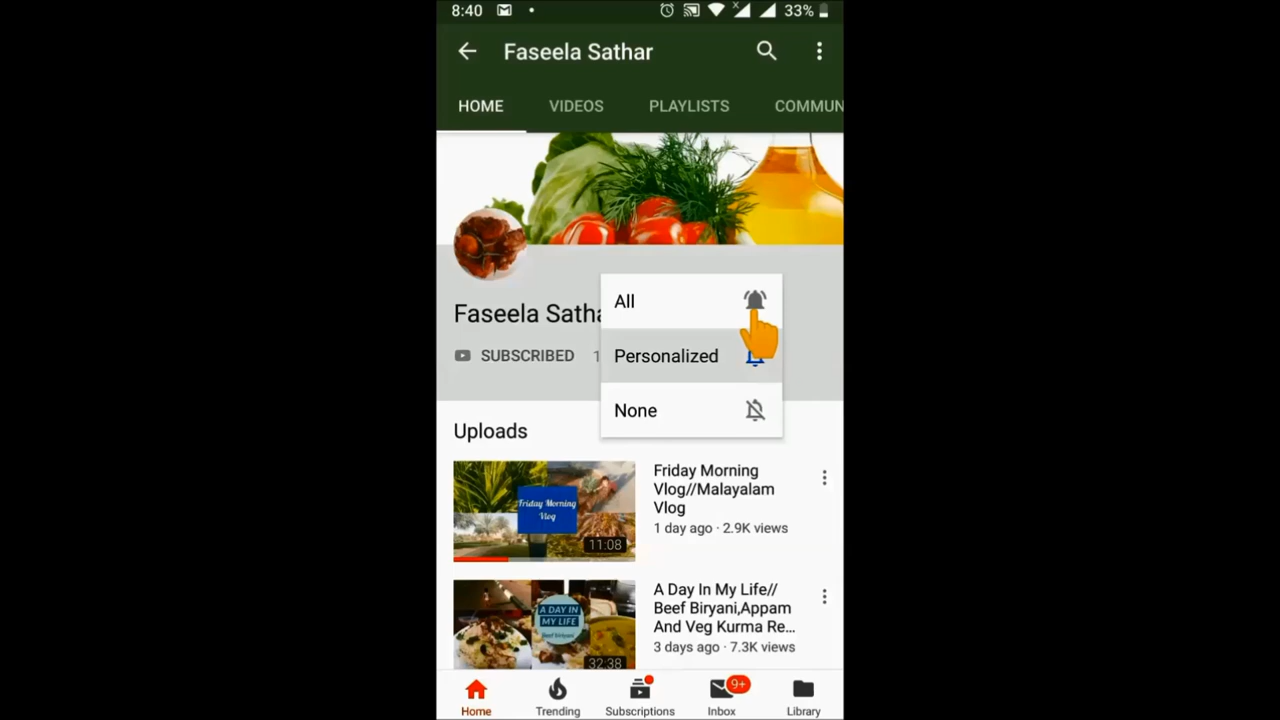 8:40
33%
Faseela Sathar
HOME VIDEOS PLAYLISTS COMMUN
All
Faseela Satha
Personalized
SUBSCRIBED 1
None
Uploads
Friday Morning
Vlog
11:08
Friday Morning
Vlog//Malayalam
Vlog
1 day ago · 2.9K views
A DAY IN
MY LIFE
Beef Biriyani
32:38
A Day In My Life//
Beef Biryani,Appam
And Veg Kurma Re...
3 days ago · 7.3K views
9+
Home Trending Subscriptions Inbox Library